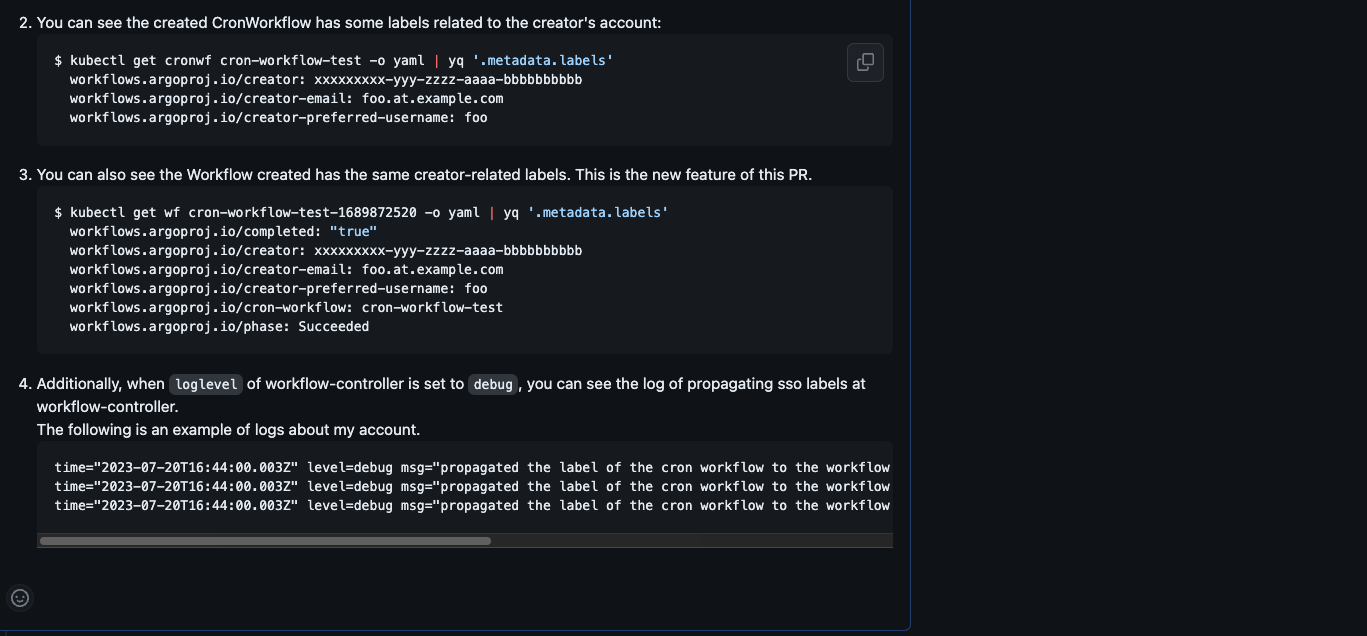 2. You can see the created CronWorkflow has some labels related to the creator's account:
$ kubectl get cronwf cron-workflow-test -o yaml | yq '.metadata.labels'
workflows.argoproj.io/creator: xxxxxxxxx-yyy-zzzz-aaaa-bbbbbbbbbb
workflows.argoproj.io/creator-email: foo.at.example.com
workflows.argoproj.io/creator-preferred-username: foo
3. You can also see the Workflow created has the same creator-related labels. This is the new feature of this PR.
$ kubectl get wf cron-workflow-test-1689872520 -o yaml | yq '.metadata.labels'
workflows.argoproj.io/completed: "true"
workflows.argoproj.io/creator: xxxxxxxxx-yyy-zzzz-aaaa-bbbbbbbbbb
workflows.argoproj.io/creator-email: foo.at.example.com
workflows.argoproj.io/creator-preferred-username: foo
workflows.argoproj.io/cron-workflow: cron-workflow-test
workflows.argoproj.io/phase: Succeeded
4. Additionally, when loglevel of workflow-controller is set to debug, you can see the log of propagating sso labels at
workflow-controller.
The following is an example of logs about my account.
time="2023-07-20T16:44:00.003Z" level=debug msg="propagated the label of the cron workflow to the workflow
time="2023-07-20T16:44:00.003Z" level=debug msg="propagated the label of the cron workflow to the workflow
time="2023-07-20T16:44:00.003Z" level=debug msg="propagated the label of the cron workflow to the workflow